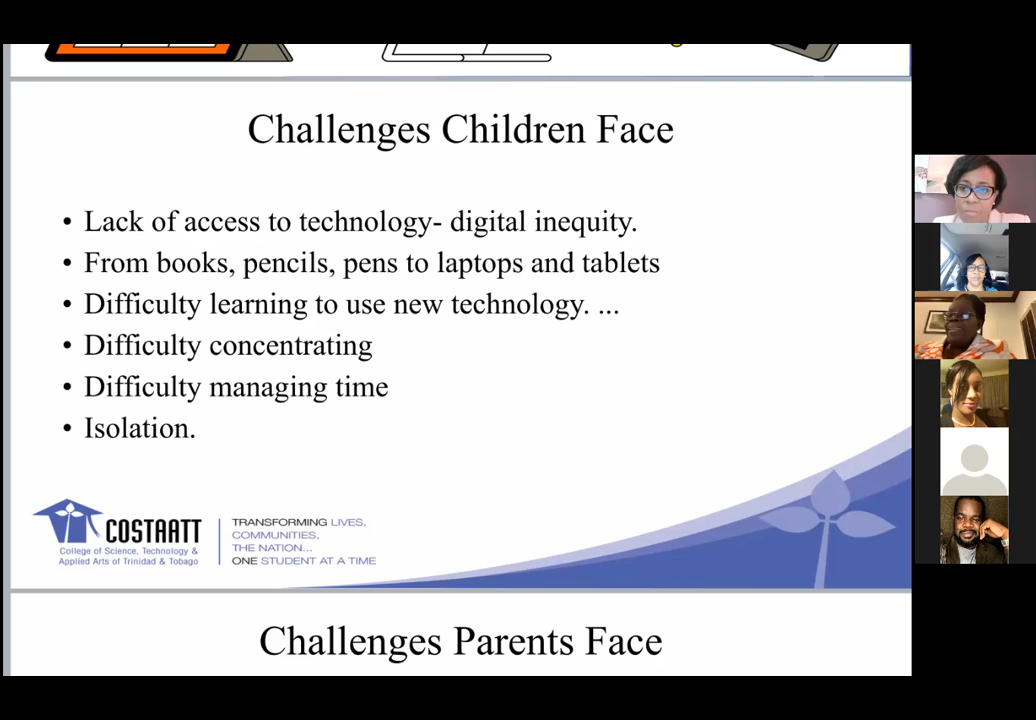 Challenges Children Face
• Lack of access to technology- digital inequity.
• From books, pencils, pens to laptops and tablets
• Difficulty learning to use new technology. ...
• Difficulty concentrating
• Difficulty managing time
• Isolation.
COSTAATT
College of Science, Technology &
Applied Arts of Trinidad & Tobago
TRANSFORMING LIVES,
COMMUNITIES,
THE NATION...
ONE STUDENT AT A TIME
Challenges Parents Face